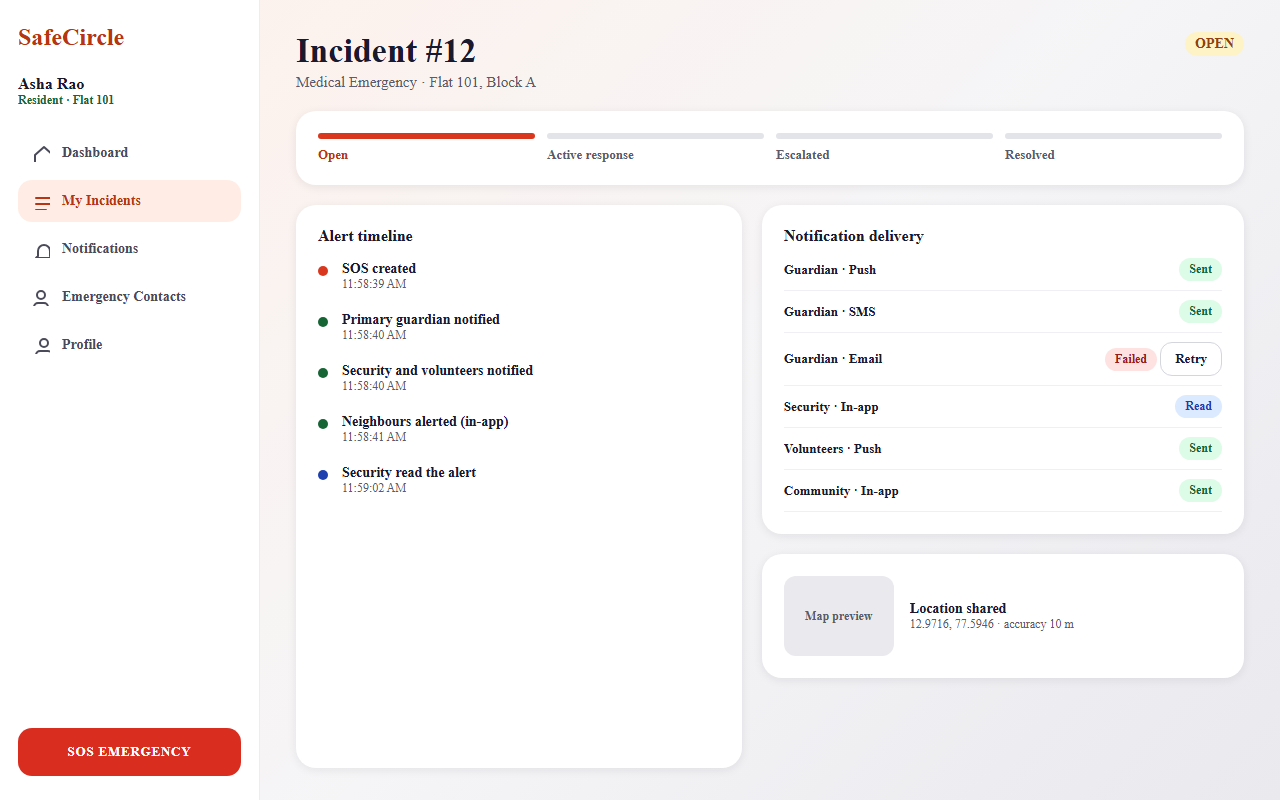 SafeCircle
Asha Rao
Resident · Flat 101
Dashboard
My Incidents
Notifications
Emergency Contacts
Profile
SOS EMERGENCY
Incident #12
Medical Emergency · Flat 101, Block A
OPEN
Open
Active response
Escalated
Resolved
Alert timeline
SOS created
11:58:39 AM
Primary guardian notified
11:58:40 AM
Security and volunteers notified
11:58:40 AM
Neighbours alerted (in-app)
11:58:41 AM
Security read the alert
11:59:02 AM
Notification delivery
Guardian · Push Sent
Guardian · SMS Sent
Guardian · Email Failed Retry
Security · In-app Read
Volunteers · Push Sent
Community · In-app Sent
Map preview
Location shared
12.9716, 77.5946 · accuracy 10 m